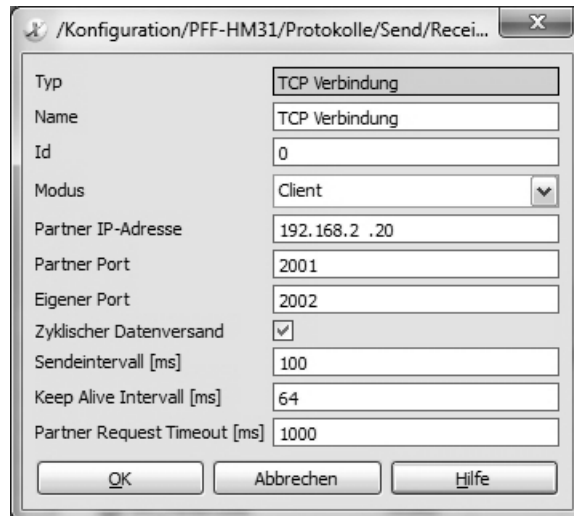 /Konfiguration/PFF-HM31/Protokolle/Send/Recei...
Typ TCP Verbindung
Name TCP Verbindung
Id 0
Modus Client
Partner IP-Adresse 192.168.2 .20
Partner Port 2001
Eigener Port 2002
Zyklischer Datenversand
Sendeintervall [ms] 100
Keep Alive Intervall [ms] 64
Partner Request Timeout [ms] 1000
OK Abbrechen Hilfe